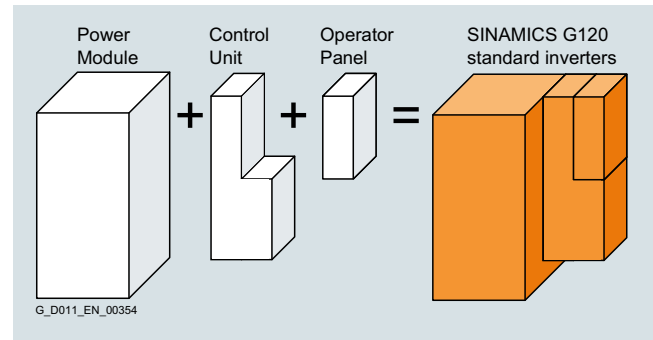 Power
Module
Control
Unit
Operator
Panel
SINAMICS G120
standard inverters
+
+
=
G_D011_EN_00354